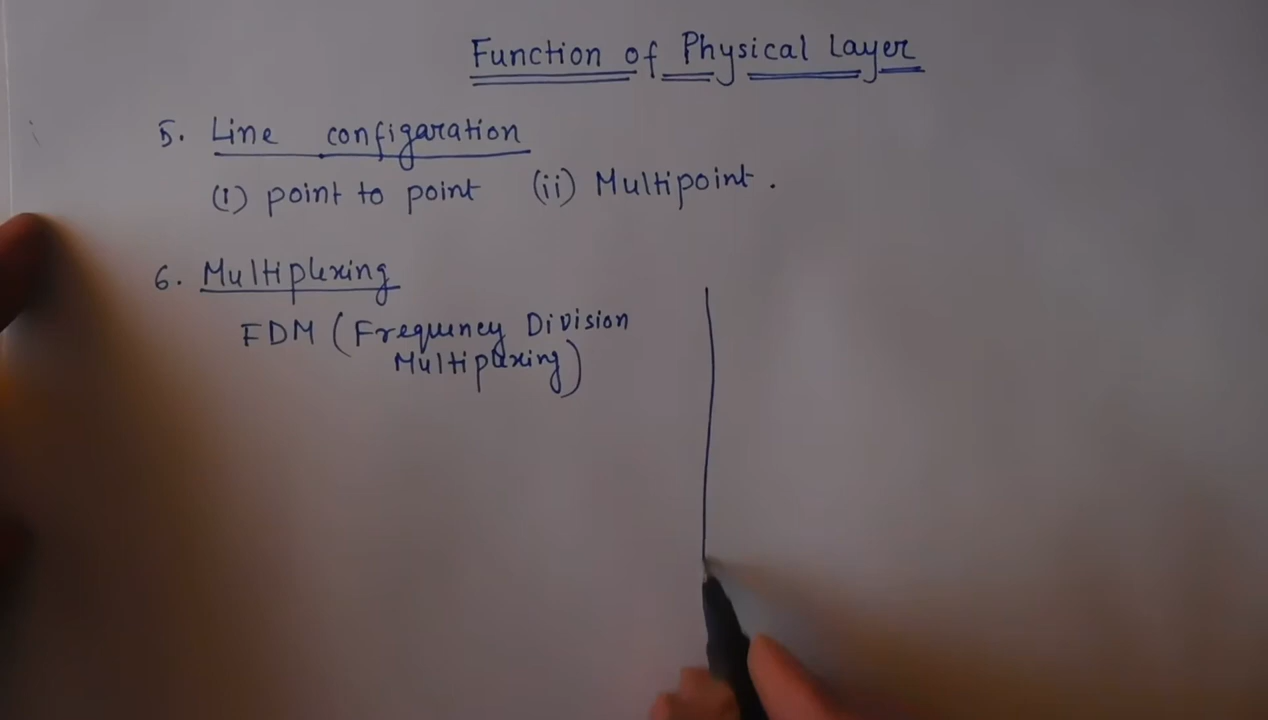 Function of Physical Layer
5. Line configaration
(i) point to point (ii) Multipoint.
6. Multiplexing
FDM (Frequency Division
Multiplexing)